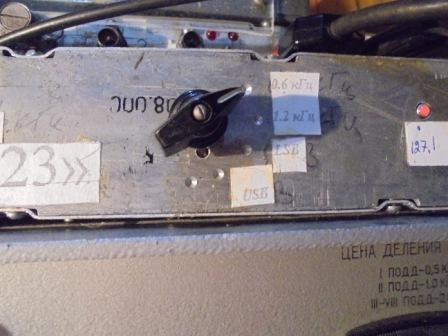 0.6 кГц
1.2 кГц
LSB
USB
23»
127,1
ЦЕНА ДЕЛЕНИЯ
I ПОДД-0,5 К
II ПОДД-1,0 К
III-VIII ПОДД-2